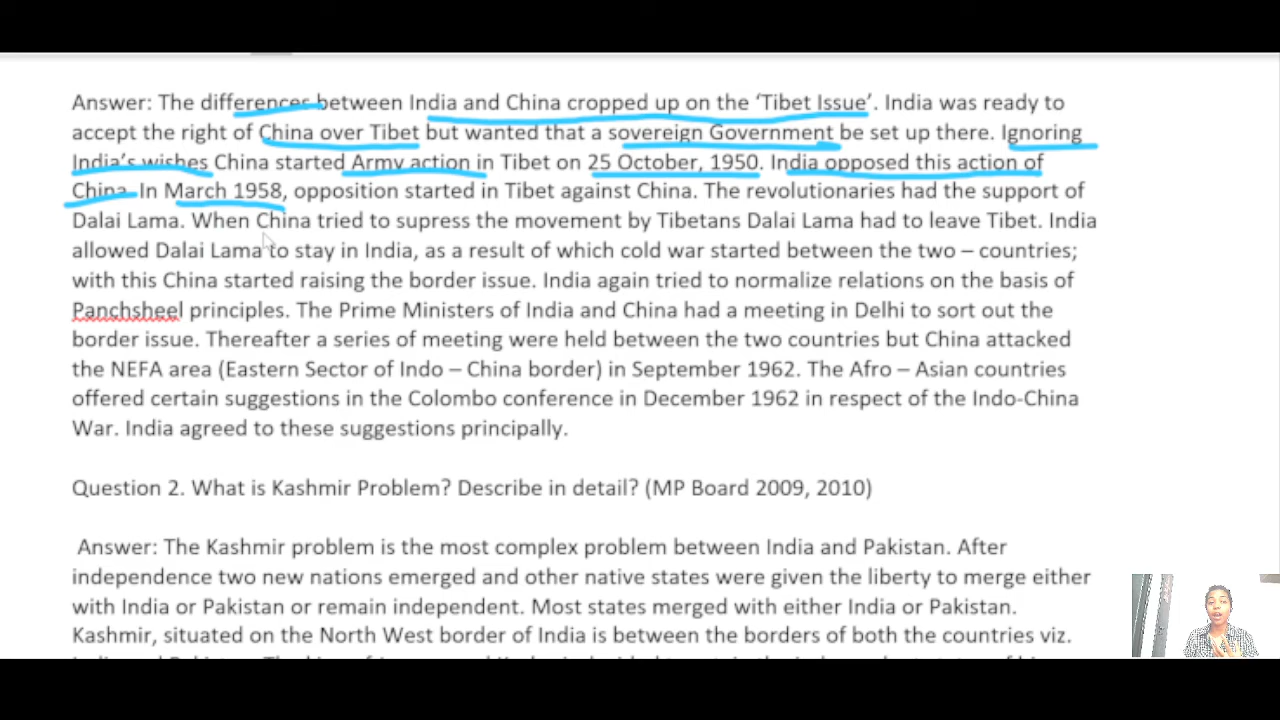 Answer: The differences between India and China cropped up on the ‘Tibet Issue’. India was ready to
accept the right of China over Tibet but wanted that a sovereign Government be set up there. Ignoring
India’s wishes China started Army action in Tibet on 25 October, 1950. India opposed this action of
China. In March 1958, opposition started in Tibet against China. The revolutionaries had the support of
Dalai Lama. When China tried to supress the movement by Tibetans Dalai Lama had to leave Tibet. India
allowed Dalai Lama to stay in India, as a result of which cold war started between the two – countries;
with this China started raising the border issue. India again tried to normalize relations on the basis of
Panchsheel principles. The Prime Ministers of India and China had a meeting in Delhi to sort out the
border issue. Thereafter a series of meeting were held between the two countries but China attacked
the NEFA area (Eastern Sector of Indo – China border) in September 1962. The Afro – Asian countries
offered certain suggestions in the Colombo conference in December 1962 in respect of the Indo-China
War. India agreed to these suggestions principally.
Question 2. What is Kashmir Problem? Describe in detail? (MP Board 2009, 2010)
Answer: The Kashmir problem is the most complex problem between India and Pakistan. After
independence two new nations emerged and other native states were given the liberty to merge either
with India or Pakistan or remain independent. Most states merged with either India or Pakistan.
Kashmir, situated on the North West border of India is between the borders of both the countries viz.